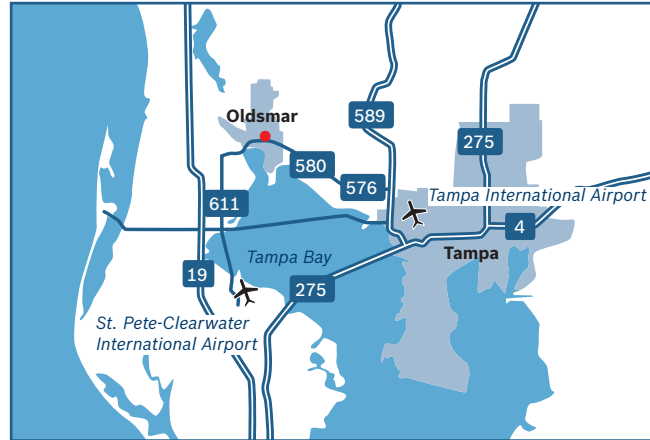 Oldsmar
589
275
580
576
Tampa International Airport
611
4
Tampa Bay
Tampa
19
275
St. Pete-Clearwater
International Airport